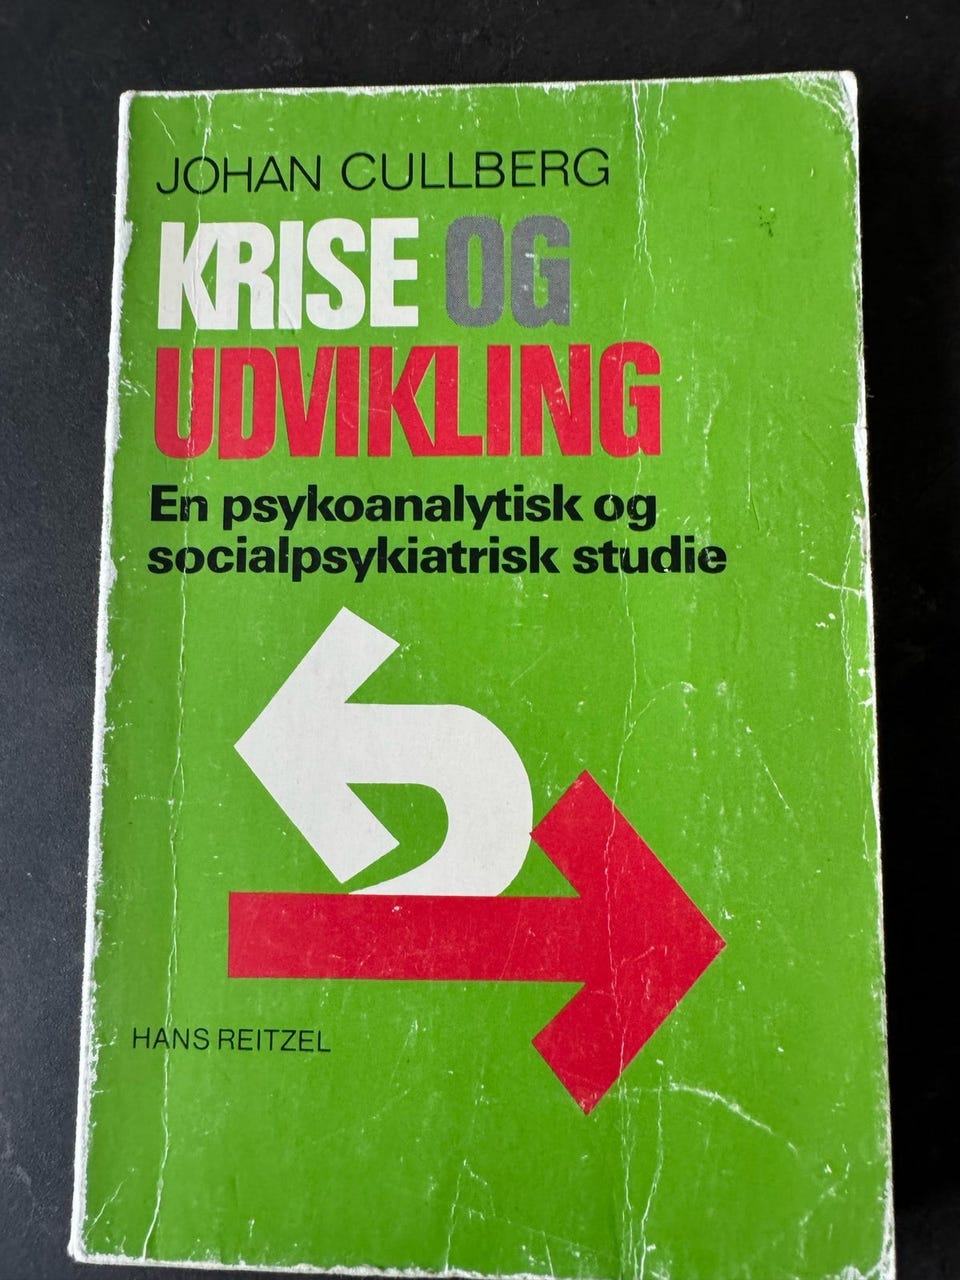 JOHAN CULLBERG
KRISE OG
UDVIKLING
En psykoanalytisk og
socialpsykiatrisk studie
HANS REITZEL